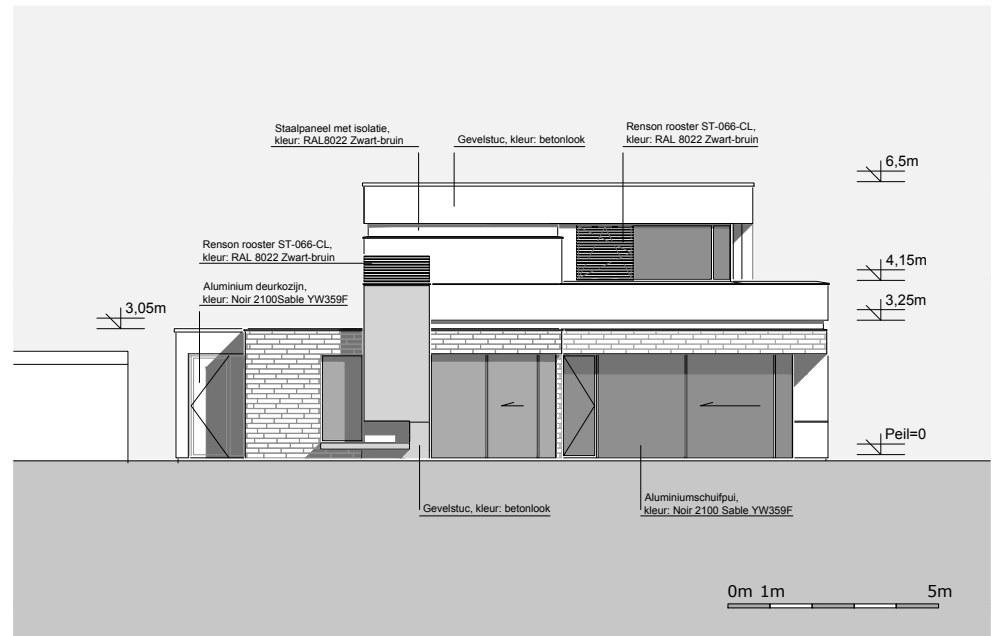 Staalpaneel met isolatie,
kleur: RAL8022 Zwart-bruin
Gevelstuc, kleur: betonlook
Renson rooster ST-066-CL,
kleur: RAL 8022 Zwart-bruin
6,5m
Renson rooster ST-066-CL,
kleur: RAL 8022 Zwart-bruin
4,15m
Aluminium deurkozijn,
kleur: Noir 2100Sable YW359F
3,05m
3,25m
Peil=0
Gevelstuc, kleur: betonlook
Aluminiumschuifpui,
kleur: Noir 2100 Sable YW359F
0m 1m 5m